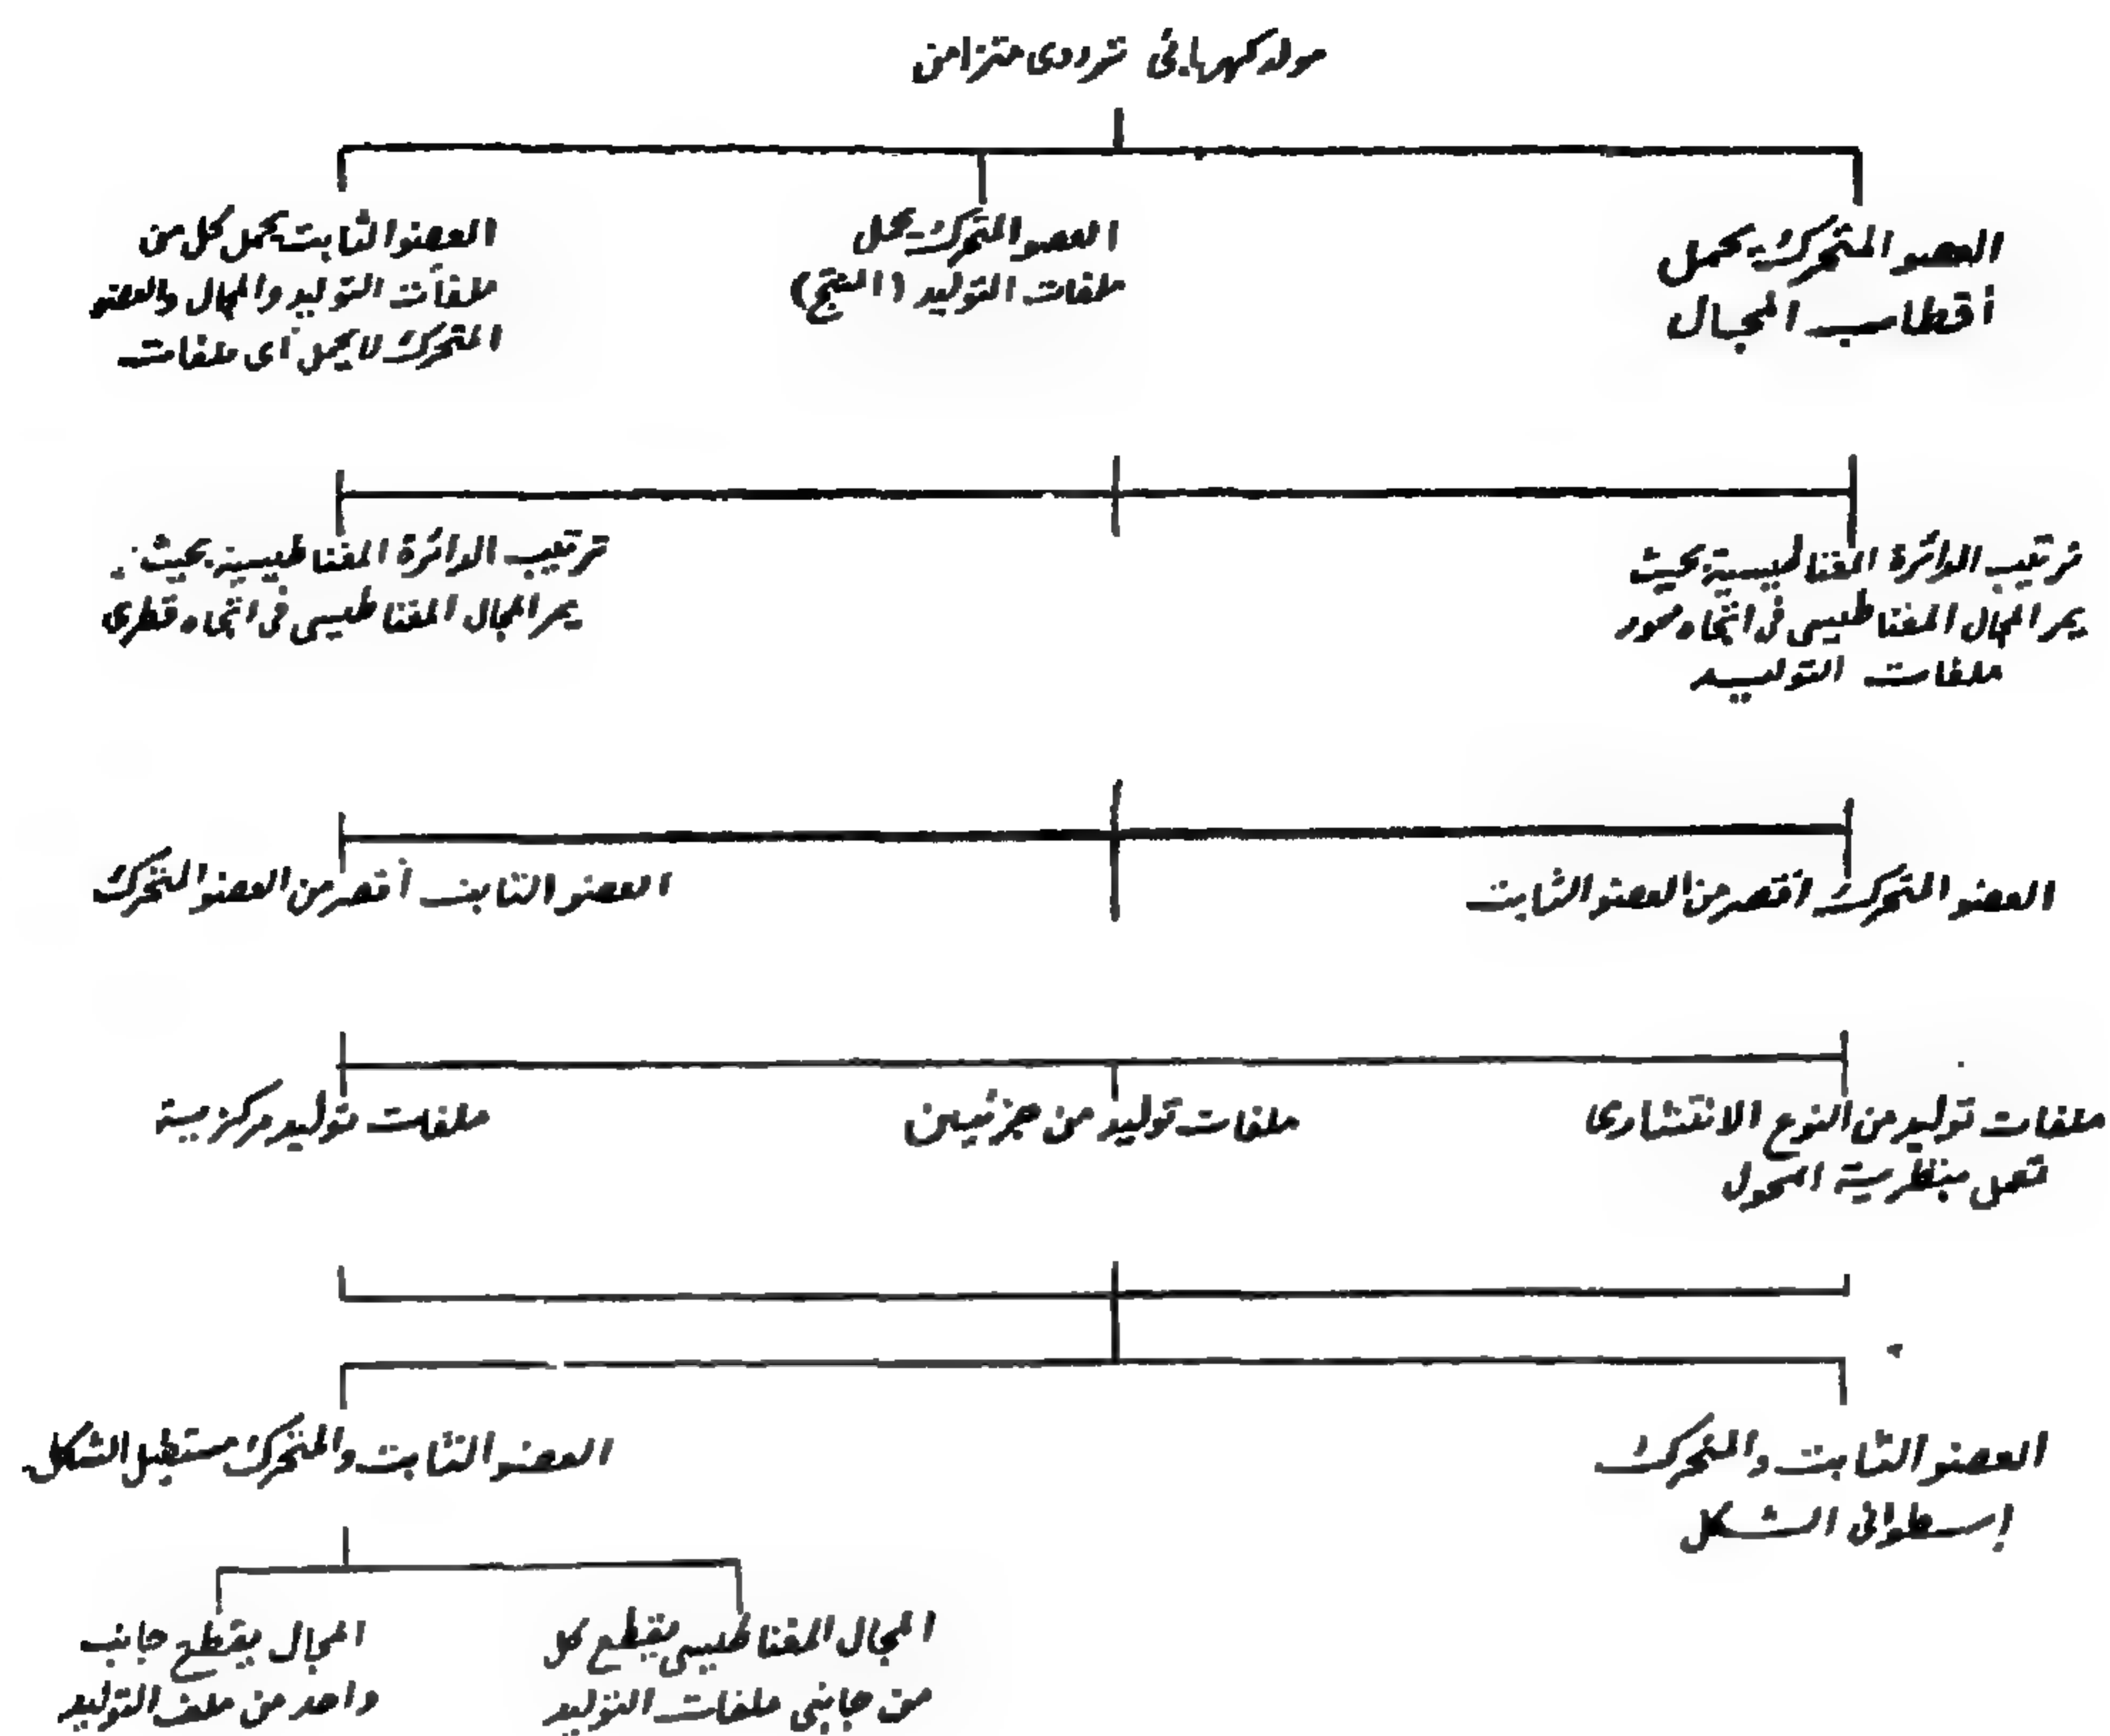 مولد كهربائى ترددى متزامن
العضو المتحرك يحمل
أقطاب المجال
العضو المتحرك يحمل
ملفات التوليد (المنتج)
العضو الثابت يحمل كل من
ملفات التوليد والمجال والعضو
المتحرك لا يحمل أى ملفات
ترتيب الدائرة المغناطيسية بحيث
يمر المجال المغناطيسى فى اتجاه محور
ملفات التوليد
ترتيب الدائرة المغناطيسية بحيث
يمر المجال المغناطيسى فى اتجاه قطرى
العضو المتحرك أقصر من العضو الثابت
العضو الثابت أقصر من العضو المتحرك
ملفات توليد من النوع الانتشارى
تعمل بنظرية المحول
ملفات توليد من جزئين
ملفات توليد مركزية
العضو الثابت والمتحرك
إسطوانى الشكل
العضو الثابت والمتحرك مستطيل الشكل
المجال المغناطيسى يقطع كل
من جانبى ملفات التوليد
المجال يقطع جانب
واحد من ملف التوليد